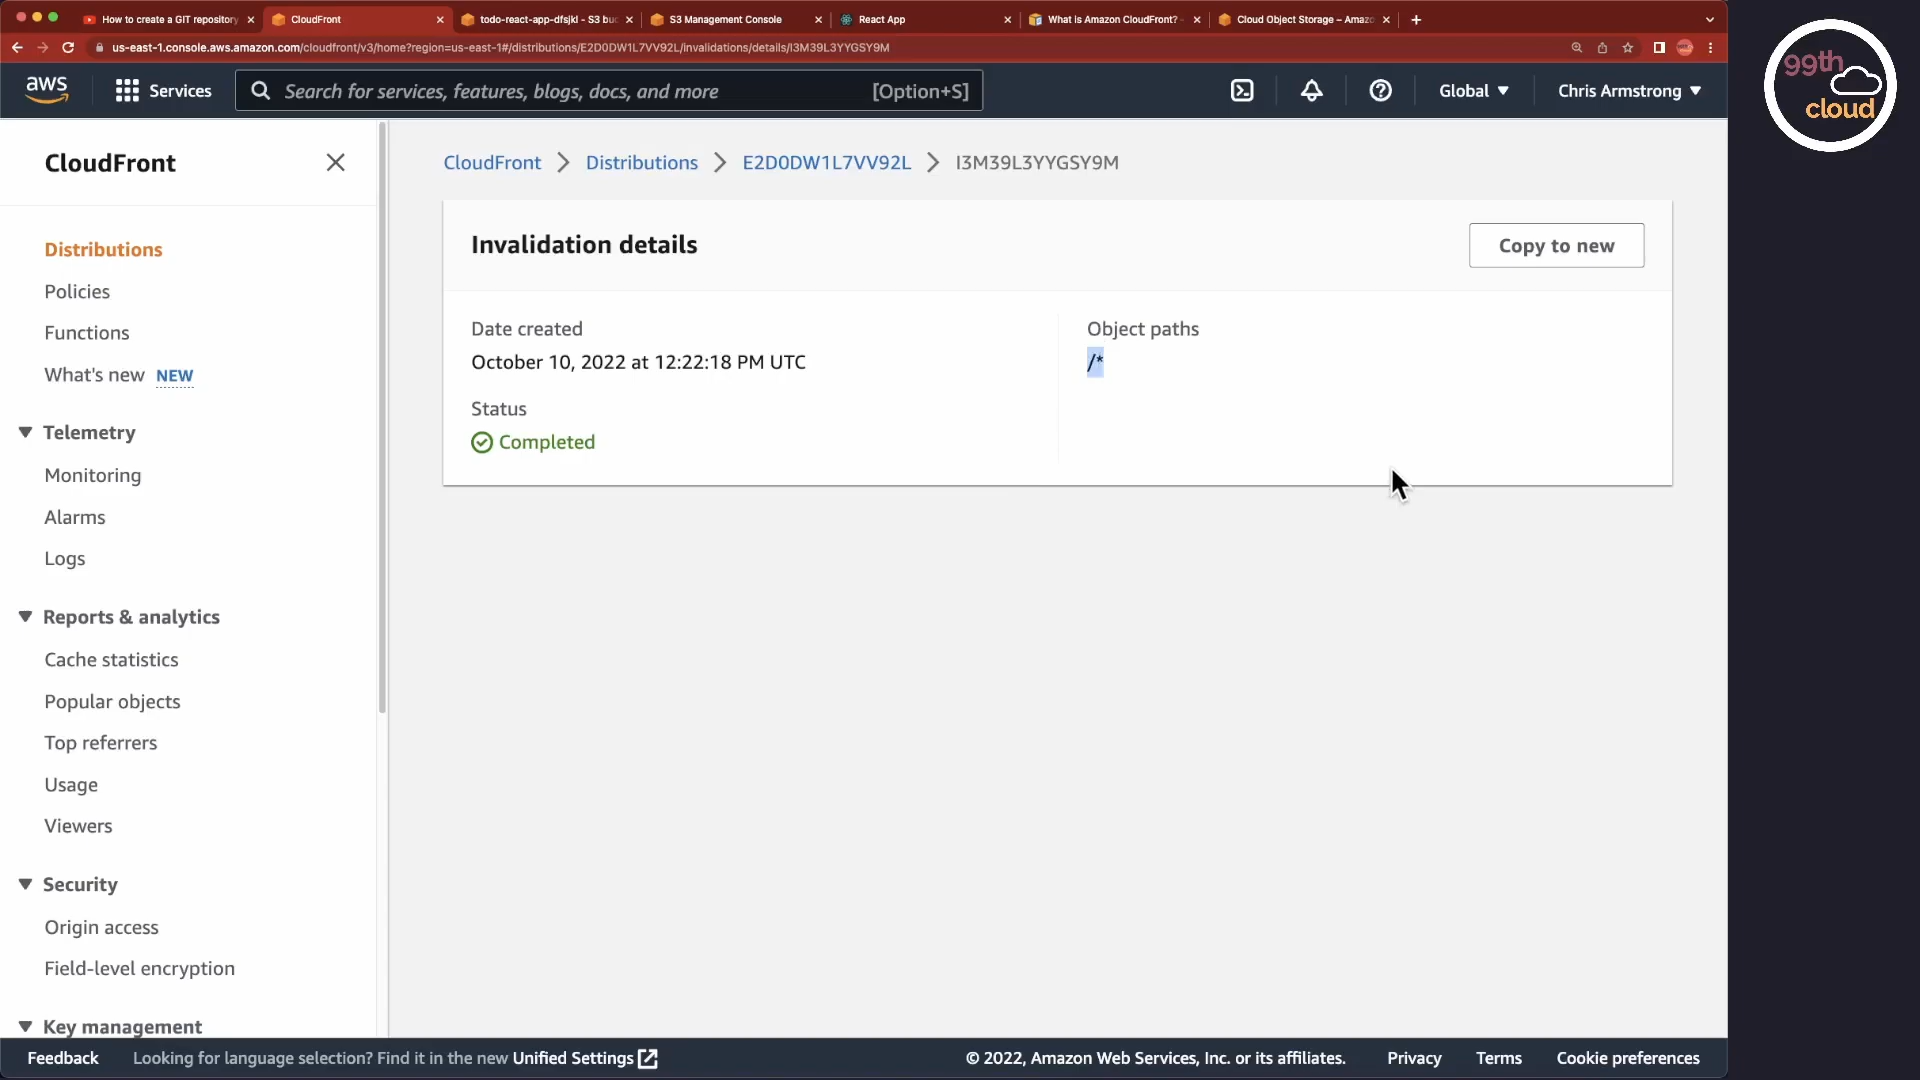 How to create a GIT repository
CloudFront
todo-react-app-dfsjkl - S3 buc
S3 Management Console
React App
What is Amazon CloudFront? -
Cloud Object Storage – Amazo
us-east-1.console.aws.amazon.com/cloudfront/v3/home?region=us-east-1#/distributions/E2D0DW1L7VV92L/invalidations/details/I3M39L3YYGSY9M
aws
Services
Search for services, features, blogs, docs, and more
[Option+S]
Global
Chris Armstrong
99th
cloud
CloudFront
Distributions
Policies
Functions
What's new NEW
Telemetry
Monitoring
Alarms
Logs
Reports & analytics
Cache statistics
Popular objects
Top referrers
Usage
Viewers
Security
Origin access
Field-level encryption
Key management
CloudFront
Distributions
E2D0DW1L7VV92L
I3M39L3YYGSY9M
Invalidation details
Copy to new
Date created
October 10, 2022 at 12:22:18 PM UTC
Status
Completed
Object paths
/*
Feedback
Looking for language selection? Find it in the new Unified Settings
© 2022, Amazon Web Services, Inc. or its affiliates.
Privacy
Terms
Cookie preferences